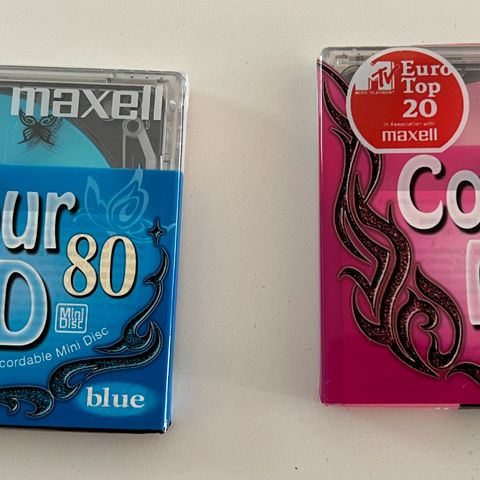 maxell
ur
80
D
Mini
Disc
cordable Mini Disc
blue
MTV
MUSIC TELEVISION
Euro
Top
20
In Association with
maxell
Co